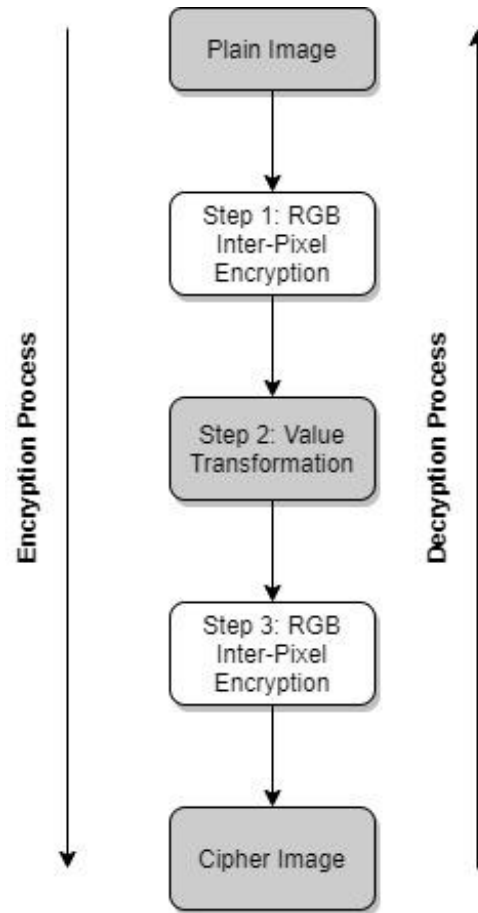 Plain Image
Step 1: RGB
Inter-Pixel
Encryption
Step 2: Value
Transformation
Step 3: RGB
Inter-Pixel
Encryption
Cipher Image
Encryption Process
Decryption Process